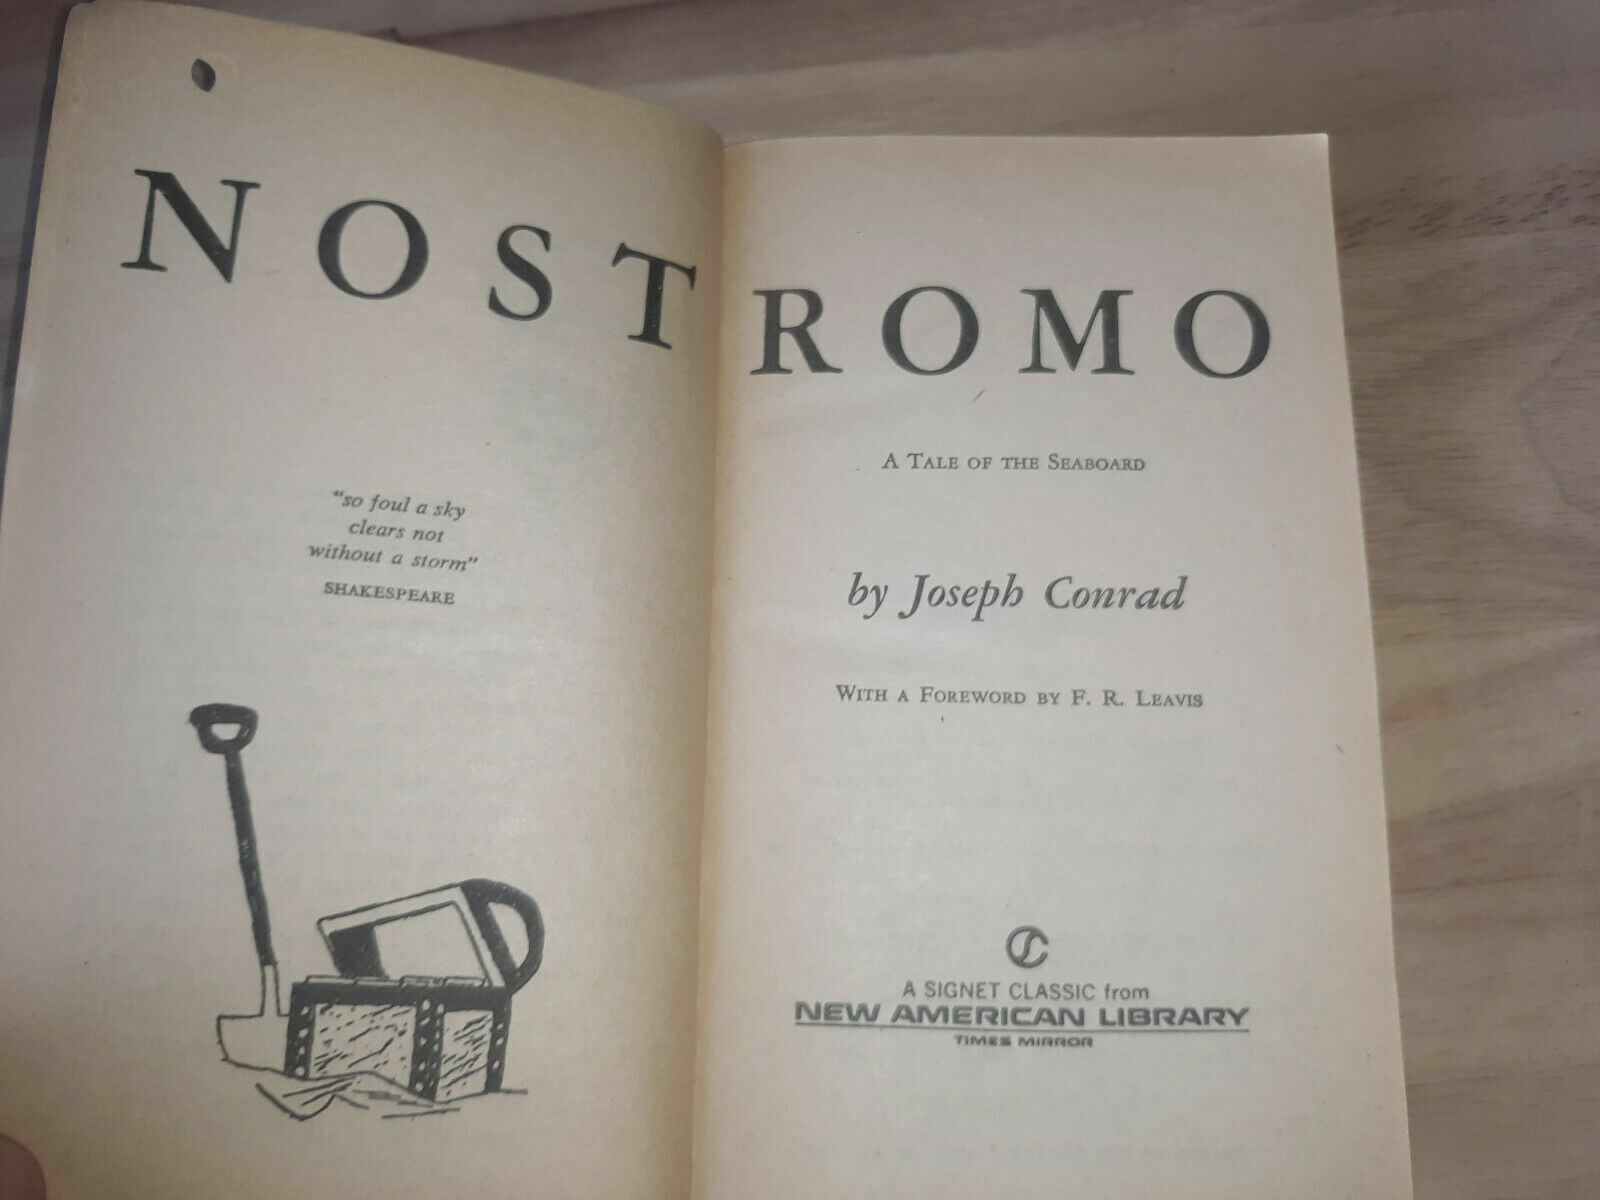 NOSTROMO
"so foul a sky
clears not
without a storm"
SHAKESPEARE
A TALE OF THE SEABOARD
by Joseph Conrad
WITH A FOREWORD BY F. R. LEAVIS
SC
A SIGNET CLASSIC from
NEW AMERICAN LIBRARY
TIMES MIRROR